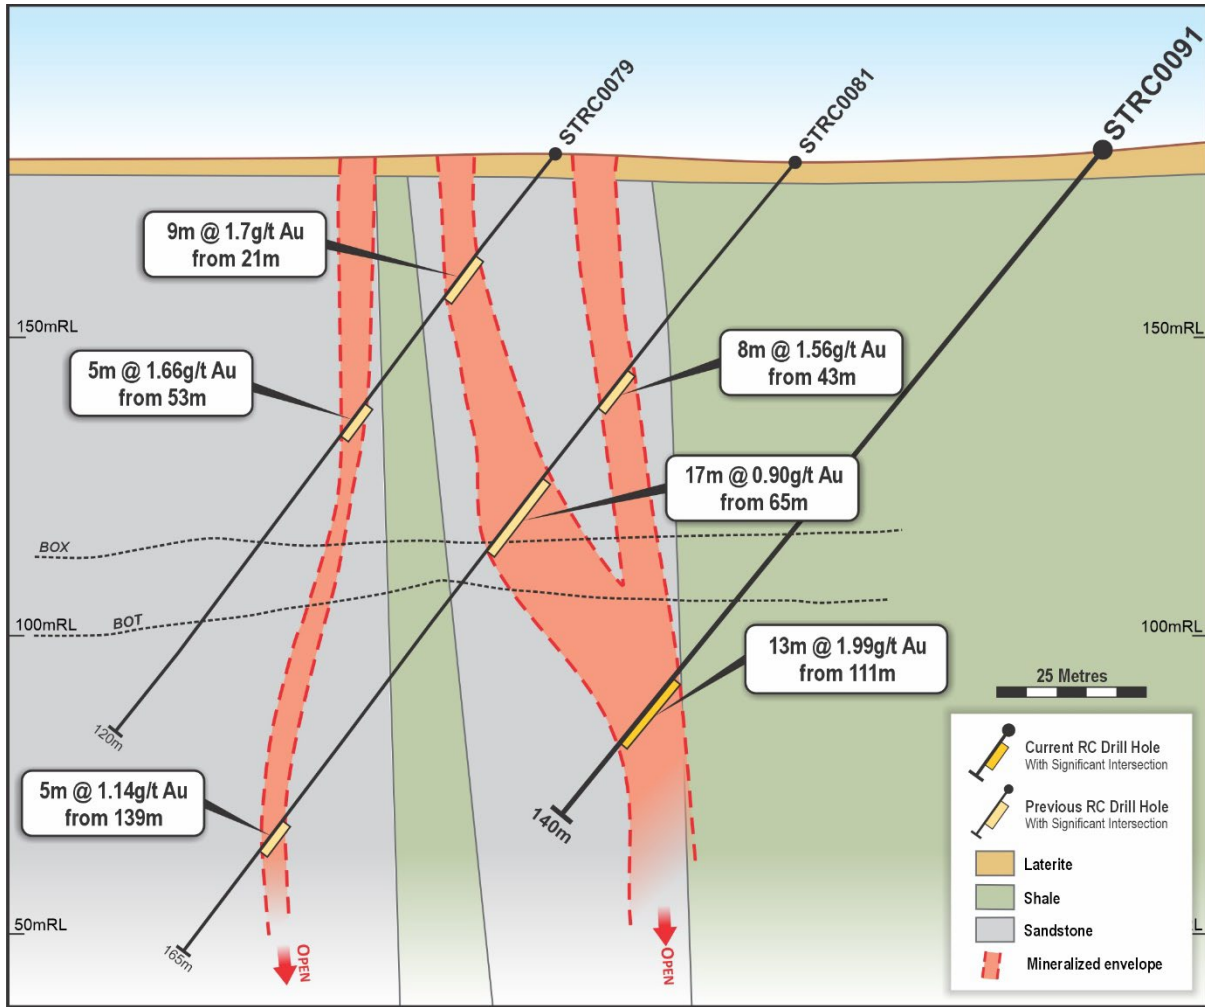 STRC0079
STRC0081
STRC0091
9m @ 1.7g/t Au
from 21m
150mRL
150mRL
5m @ 1.66g/t Au
from 53m
8m @ 1.56g/t Au
from 43m
17m @ 0.90g/t Au
from 65m
BOX
BOT
100mRL
100mRL
13m @ 1.99g/t Au
from 111m
25 Metres
120m
140m
5m @ 1.14g/t Au
from 139m
50mRL
165m
OPEN
OPEN
Current RC Drill Hole
With Significant Intersection
Previous RC Drill Hole
With Significant Intersection
Laterite
Shale
Sandstone
Mineralized envelope